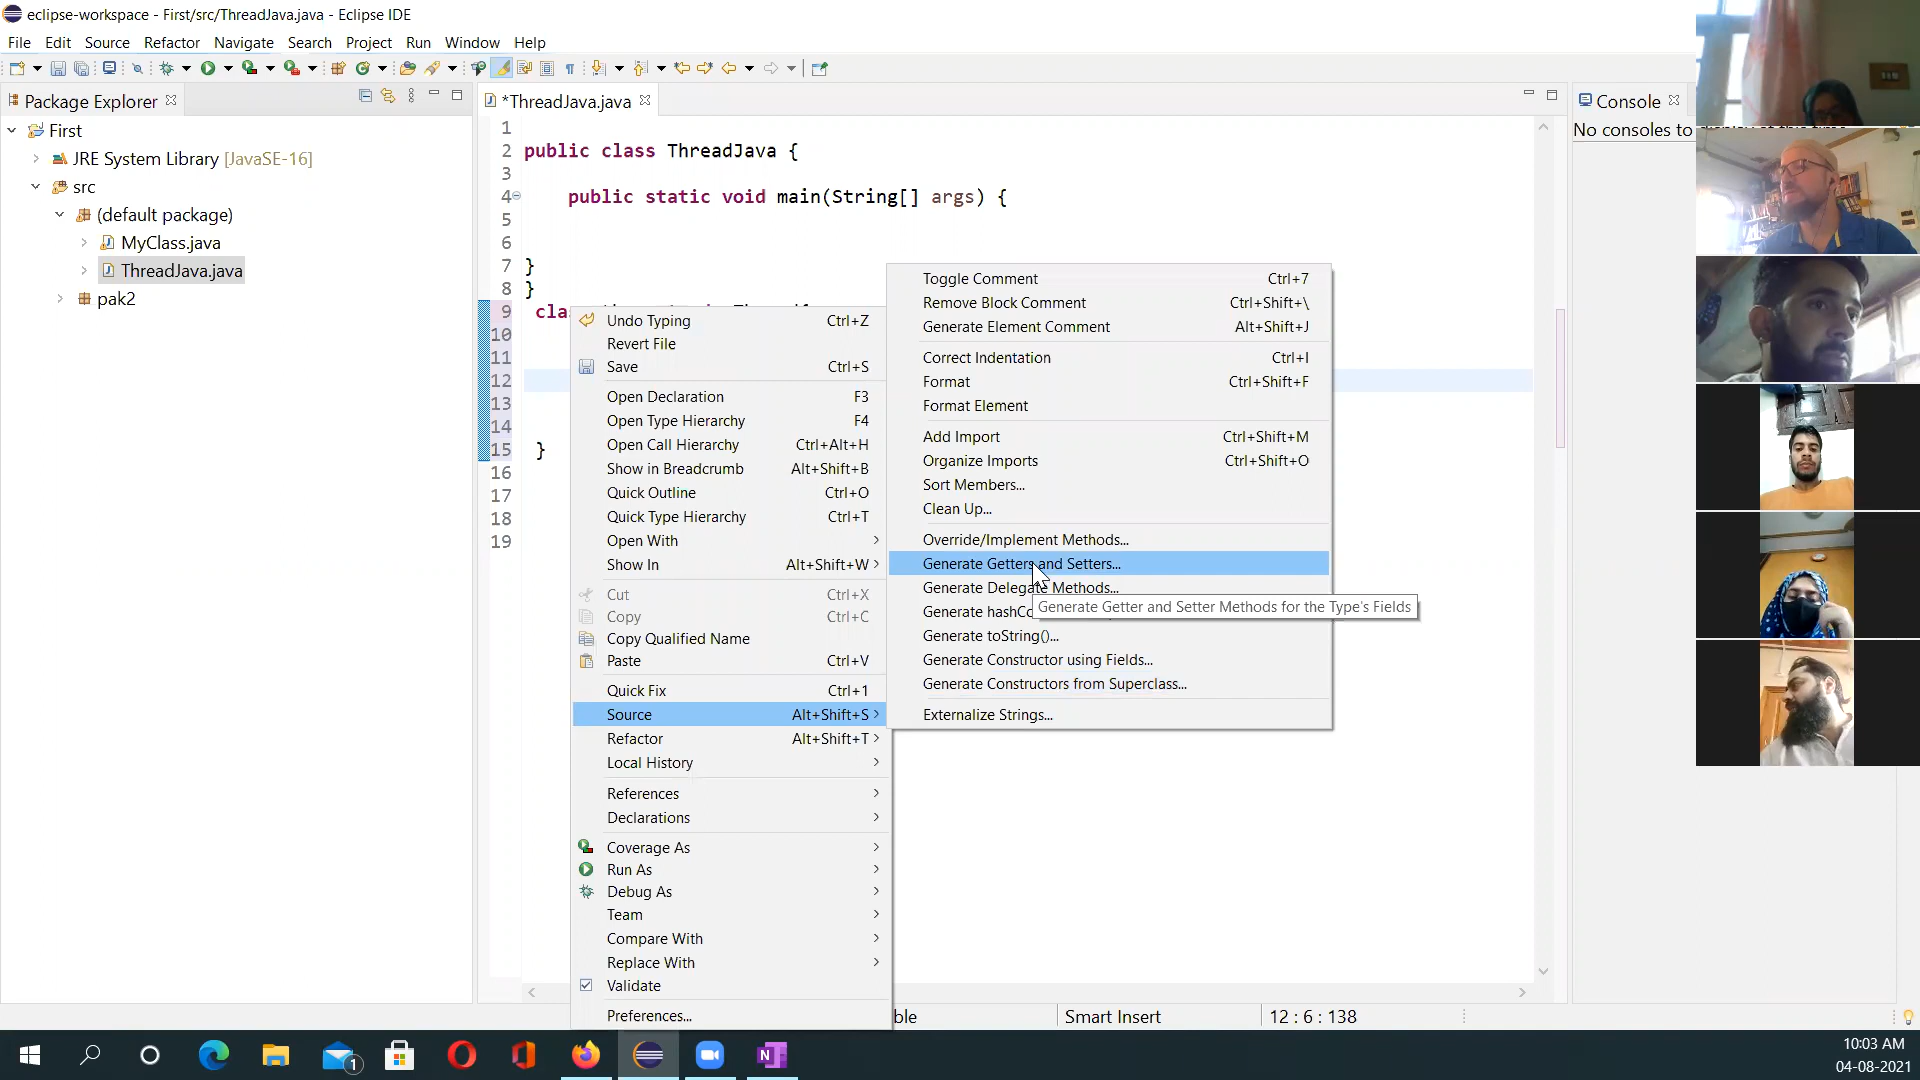 eclipse-workspace - First/src/ThreadJava.java - Eclipse IDE
File Edit Source Refactor Navigate Search Project Run Window Help
Package Explorer
First
JRE System Library [JavaSE-16]
src
(default package)
MyClass.java
ThreadJava.java
pak2
*ThreadJava.java
1
2 public class ThreadJava {
3
4 public static void main(String[] args) {
5
6
7 }
8 }
9 clas
10
11
12
13
14
15 }
16
17
18
19
Undo Typing Ctrl+Z
Revert File
Save Ctrl+S
Open Declaration F3
Open Type Hierarchy F4
Open Call Hierarchy Ctrl+Alt+H
Show in Breadcrumb Alt+Shift+B
Quick Outline Ctrl+O
Quick Type Hierarchy Ctrl+T
Open With
Show In Alt+Shift+W
Cut Ctrl+X
Copy Ctrl+C
Copy Qualified Name
Paste Ctrl+V
Quick Fix Ctrl+1
Source Alt+Shift+S
Refactor Alt+Shift+T
Local History
References
Declarations
Coverage As
Run As
Debug As
Team
Compare With
Replace With
Validate
Preferences...
Toggle Comment Ctrl+7
Remove Block Comment Ctrl+Shift+\
Generate Element Comment Alt+Shift+J
Correct Indentation Ctrl+I
Format Ctrl+Shift+F
Format Element
Add Import Ctrl+Shift+M
Organize Imports Ctrl+Shift+O
Sort Members...
Clean Up...
Override/Implement Methods...
Generate Getters and Setters...
Generate Delegate Methods...
Generate hashCo
Generate Getter and Setter Methods for the Type's Fields
Generate toString()...
Generate Constructor using Fields...
Generate Constructors from Superclass...
Externalize Strings...
Console
No consoles to
ble Smart Insert 12 : 6 : 138
1
10:03 AM
04-08-2021